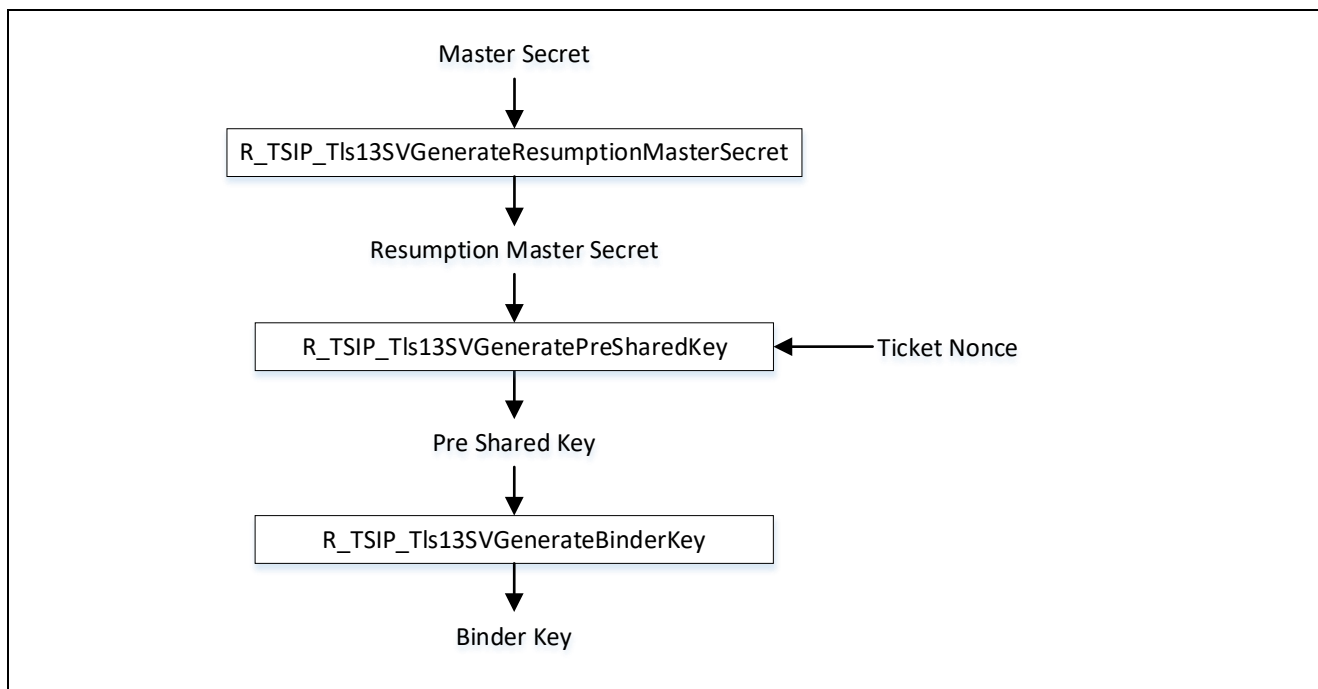 Master Secret
R_TSIP_Tls13SVGenerateResumptionMasterSecret
Resumption Master Secret
R_TSIP_Tls13SVGeneratePreSharedKey
Ticket Nonce
Pre Shared Key
R_TSIP_Tls13SVGenerateBinderKey
Binder Key